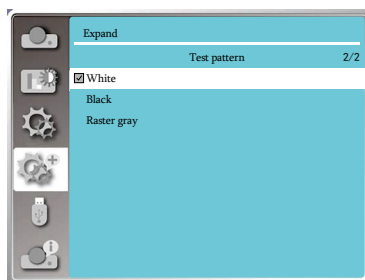 Expand
Test pattern 2/2
White
Black
Raster gray